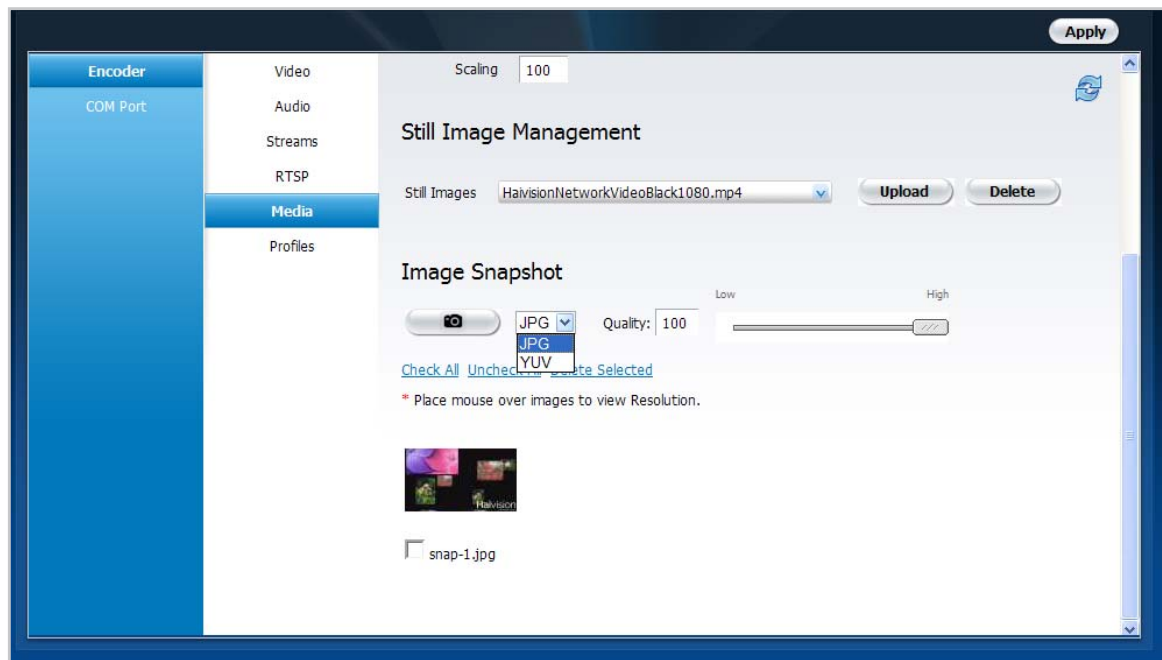 Apply
Encoder
COM Port
Video
Audio
Streams
RTSP
Media
Profiles
Scaling 100
Still Image Management
Still Images HaivisionNetworkVideoBlack1080.mp4 Upload Delete
Image Snapshot
Low High
JPG Quality: 100
JPG
YUV
Check All Uncheck Selected
* Place mouse over images to view Resolution.
Haivision
snap-1.jpg